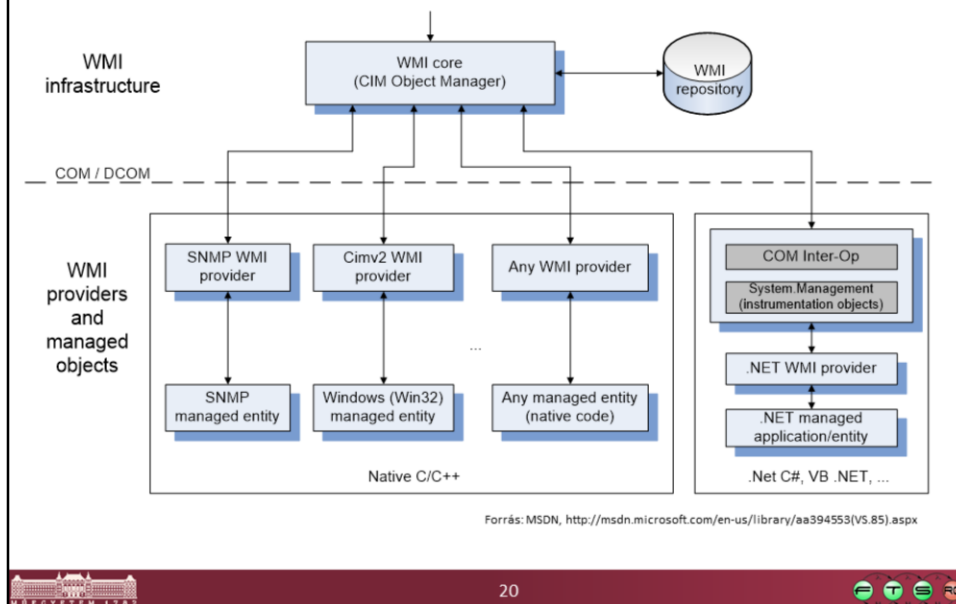 WMI
infrastructure
WMI core
(CIM Object Manager)
WMI
repository
COM / DCOM
WMI
providers
and
managed
objects
SNMP WMI
provider
Cimv2 WMI
provider
Any WMI provider
...
SNMP
managed entity
Windows (Win32)
managed entity
Any managed entity
(native code)
Native C/C++
COM Inter-Op
System.Management
(instrumentation objects)
.NET WMI provider
.NET managed
application/entity
.Net C#, VB .NET, ...
Forrás: MSDN, http://msdn.microsoft.com/en-us/library/aa394553(VS.85).aspx
20
F T S